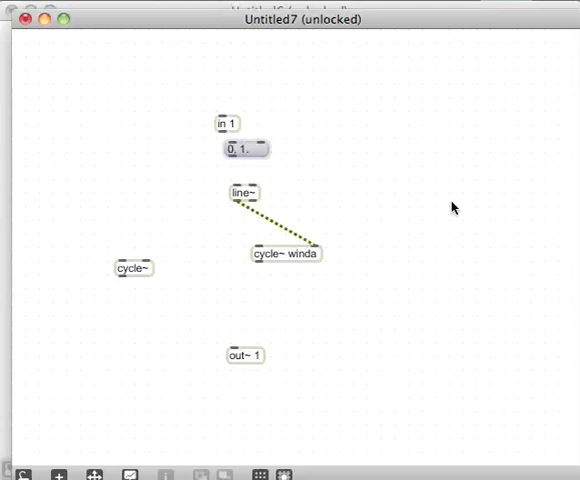 Untitled7 (unlocked)
in 1
0, 1.
line~
cycle~ winda
cycle~
out~ 1